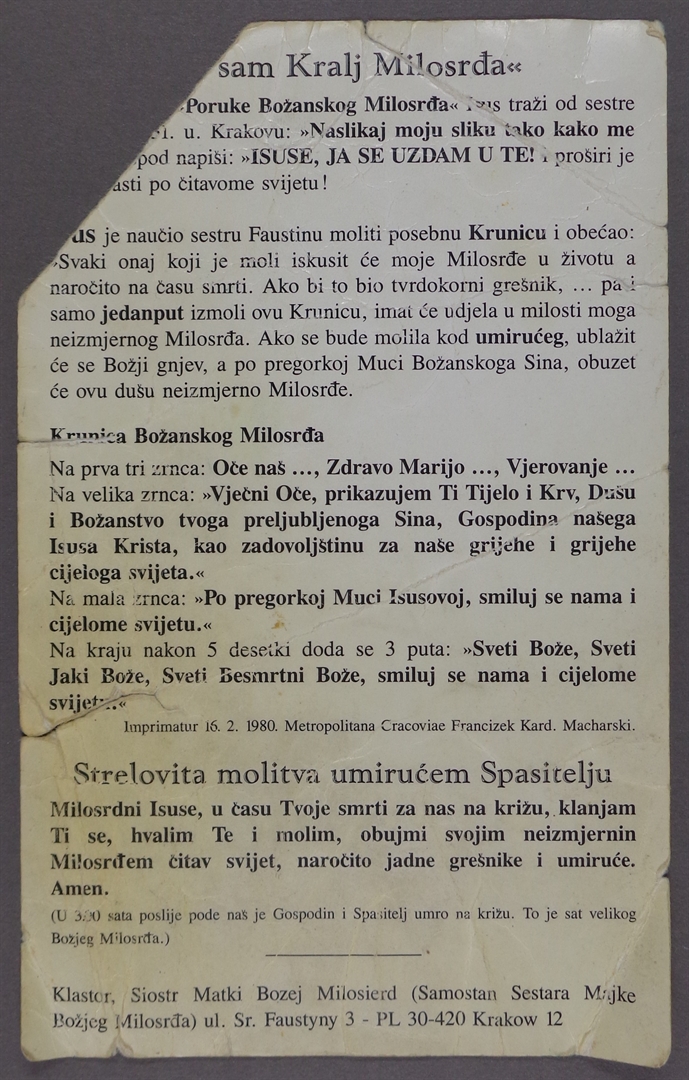 sam Kralj Milosrđa«
»Poruke Božanskog Milosrđa« traži od sestre
u. Krakovu: »Naslikaj moju sliku tako kako me
pod napiši: »ISUSE, JA SE UZDAM U TE! i proširi je
po čitavome svijetu!
je naučio sestru Faustinu moliti posebnu Krunicu i obećao:
»Svaki onaj koji je moli iskusit će moje Milosrđe u životu a
naročito na času smrti. Ako bi to bio tvrdokorni grešnik, ... pa i
samo jedanput izmoli ovu Krunicu, imat će udjela u milosti moga
neizmjernog Milosrđa. Ako se bude molila kod umirućeg, ublažit
će se Božji gnjev, a po pregorkoj Muci Božanskoga Sina, obuzet
će ovu dušu neizmjerno Milosrđe.
Krunica Božanskog Milosrđa
Na prva tri zrnca: Oče naš ..., Zdravo Marijo ..., Vjerovanje ...
Na velika zrnca: »Vječni Oče, prikazujem Ti Tijelo i Krv, Dušu
i Božanstvo tvoga preljubljenoga Sina, Gospodina našega
Isusa Krista, kao zadovoljštinu za naše grijehe i grijehe
cijeloga svijeta.«
Na mala zrnca: »Po pregorkoj Muci Isusovoj, smiluj se nama i
cijelome svijetu.«
Na kraju nakon 5 desetki doda se 3 puta: »Sveti Bože, Sveti
Jaki Bože, Sveti Besmrtni Bože, smiluj se nama i cijelome
svijetu.«
Imprimatur 16. 2. 1980. Metropolitana Cracoviae Francizek Kard. Macharski.
Strelovita molitva umirućem Spasitelju
Milosrdni Isuse, u času Tvoje smrti za nas na križu, klanjam
Ti se, hvalim Te i molim, obujmi svojim neizmjernin
Milosrđem čitav svijet, naročito jadne grešnike i umiruće.
Amen.
(U 3.00 sata poslije pode naš je Gospodin i Spasitelj umro na križu. To je sat velikog
Božjeg Milosrđa.)
Klastor, Siostr Matki Bozej Milosierd (Samostan Sestara Majke
Božjeg Milosrđa) ul. Sr. Faustyny 3 - PL 30-420 Krakow 12